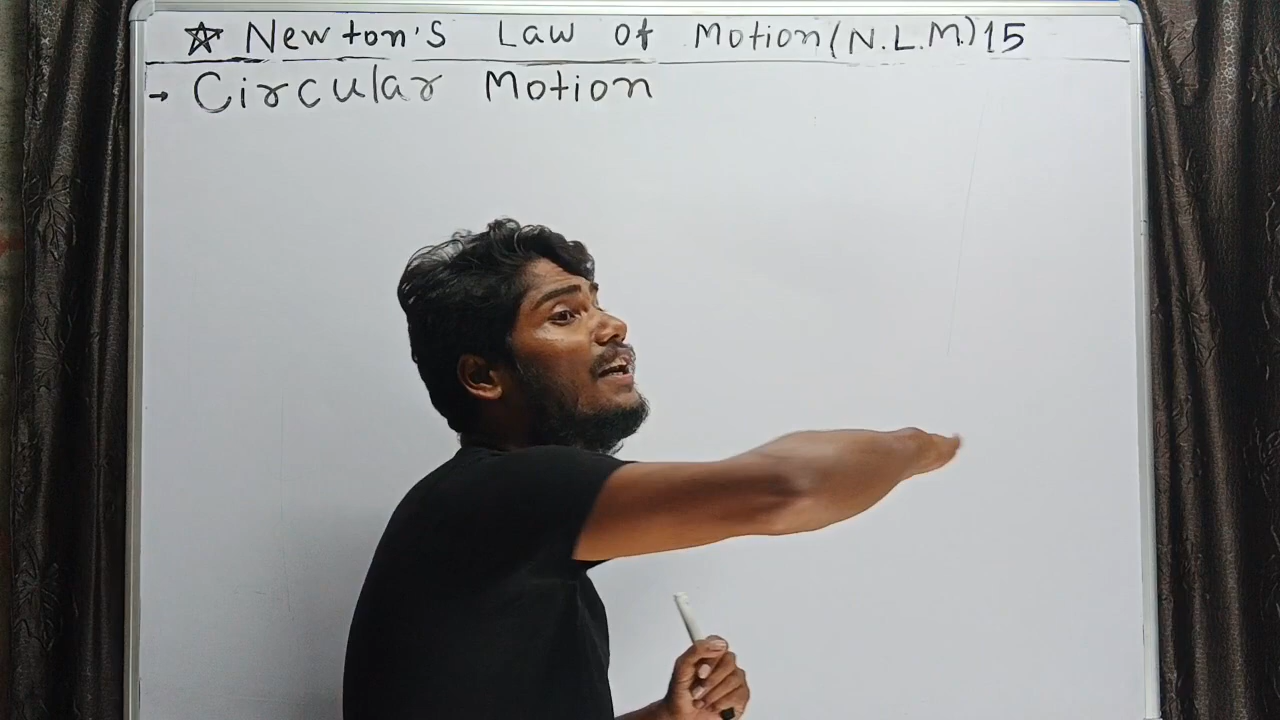 ☆ Newton's Law of Motion(N.L.M.)15
→ Circular Motion